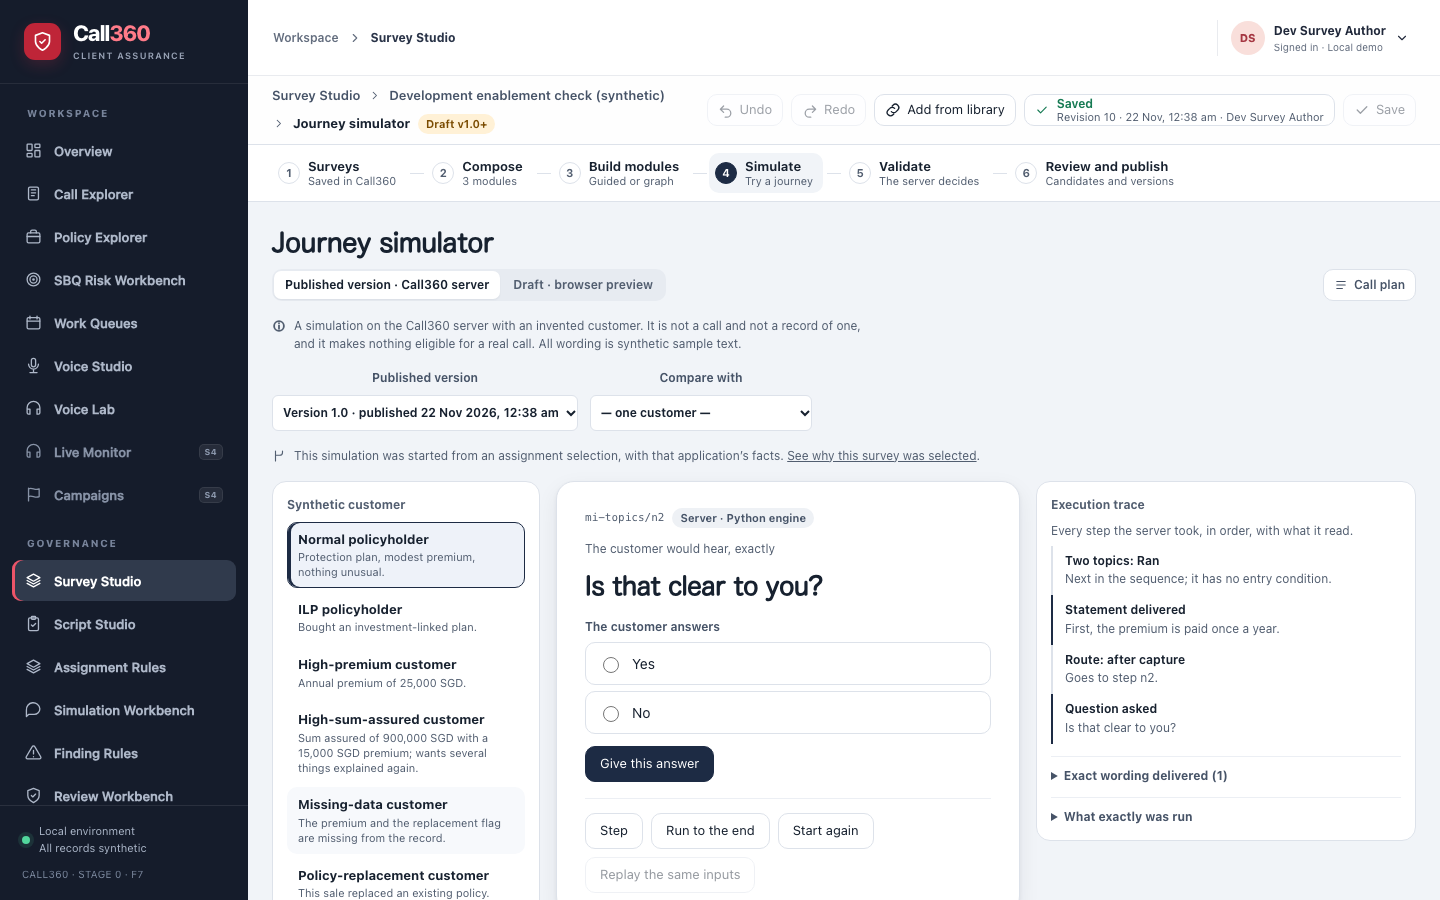 Call360
CLIENT ASSURANCE
WORKSPACE
Overview
Call Explorer
Policy Explorer
SBQ Risk Workbench
Work Queues
Voice Studio
Voice Lab
Live Monitor S4
Campaigns S4
GOVERNANCE
Survey Studio
Script Studio
Assignment Rules
Simulation Workbench
Finding Rules
Review Workbench
Local environment
All records synthetic
CALL360 · STAGE 0 · F7
Workspace > Survey Studio
DS
Dev Survey Author
Signed in · Local demo
Survey Studio > Development enablement check (synthetic)
> Journey simulator Draft v1.0+
Undo
Redo
Add from library
Saved
Revision 10 · 22 Nov, 12:38 am · Dev Survey Author
Save
1 Surveys
Saved in Call360
2 Compose
3 modules
3 Build modules
Guided or graph
4 Simulate
Try a journey
5 Validate
The server decides
6 Review and publish
Candidates and versions
Journey simulator
Published version · Call360 server
Draft · browser preview
Call plan
A simulation on the Call360 server with an invented customer. It is not a call and not a record of one,
and it makes nothing eligible for a real call. All wording is synthetic sample text.
Published version
Version 1.0 · published 22 Nov 2026, 12:38 am
Compare with
— one customer —
This simulation was started from an assignment selection, with that application's facts. See why this survey was selected.
Synthetic customer
Normal policyholder
Protection plan, modest premium,
nothing unusual.
ILP policyholder
Bought an investment-linked plan.
High-premium customer
Annual premium of 25,000 SGD.
High-sum-assured customer
Sum assured of 900,000 SGD with a
15,000 SGD premium; wants several
things explained again.
Missing-data customer
The premium and the replacement flag
are missing from the record.
Policy-replacement customer
This sale replaced an existing policy.
mi-topics/n2 Server · Python engine
The customer would hear, exactly
Is that clear to you?
The customer answers
Yes
No
Give this answer
Step
Run to the end
Start again
Replay the same inputs
Execution trace
Every step the server took, in order, with what it read.
Two topics: Ran
Next in the sequence; it has no entry condition.
Statement delivered
First, the premium is paid once a year.
Route: after capture
Goes to step n2.
Question asked
Is that clear to you?
Exact wording delivered (1)
What exactly was run